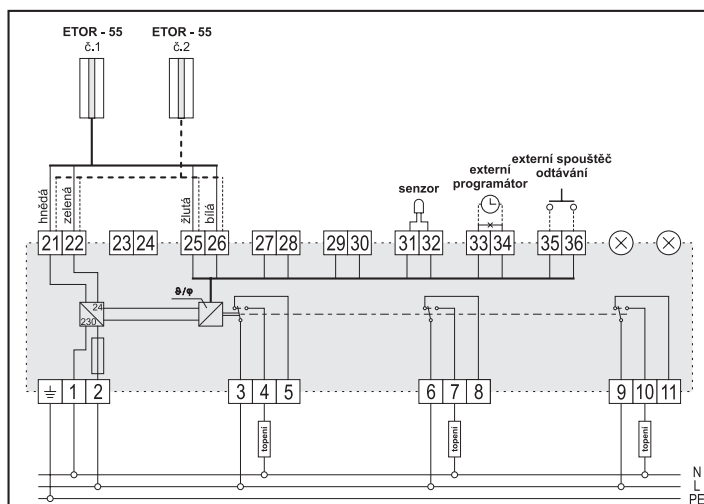 ETOR - 55
č.1
ETOR - 55
č.2
hnědá
zelená
žlutá
bílá
senzor
externí
programátor
externí spouštěč
odtávání
21 22 23 24 25 26 27 28 29 30 31 32 33 34 35 36
ϑ/φ
24
230
1 2 3 4 5 6 7 8 9 10 11
topení
topení
topení
N
L
PE